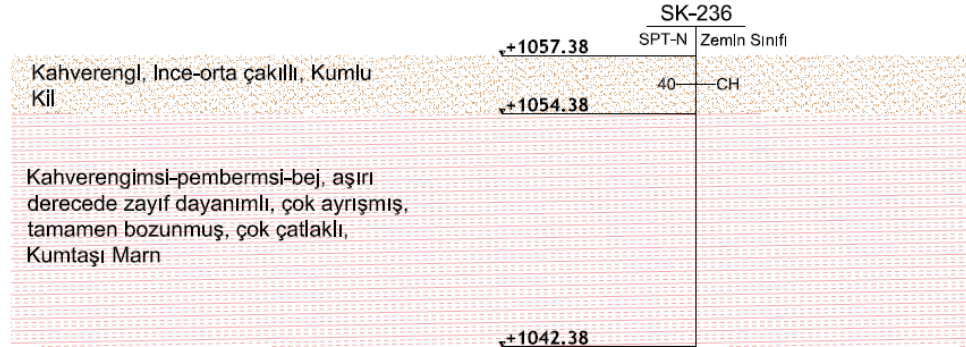 SK-236
SPT-N Zemin Sınıfı
+1057.38
Kahverengi, İnce-orta çakıllı, Kumlu
Kil
40 CH
+1054.38
Kahverengimsi-pembermsi-bej, aşırı
derecede zayıf dayanımlı, çok ayrışmış,
tamamen bozunmuş, çok çatlaklı,
Kumtaşı Marn
+1042.38